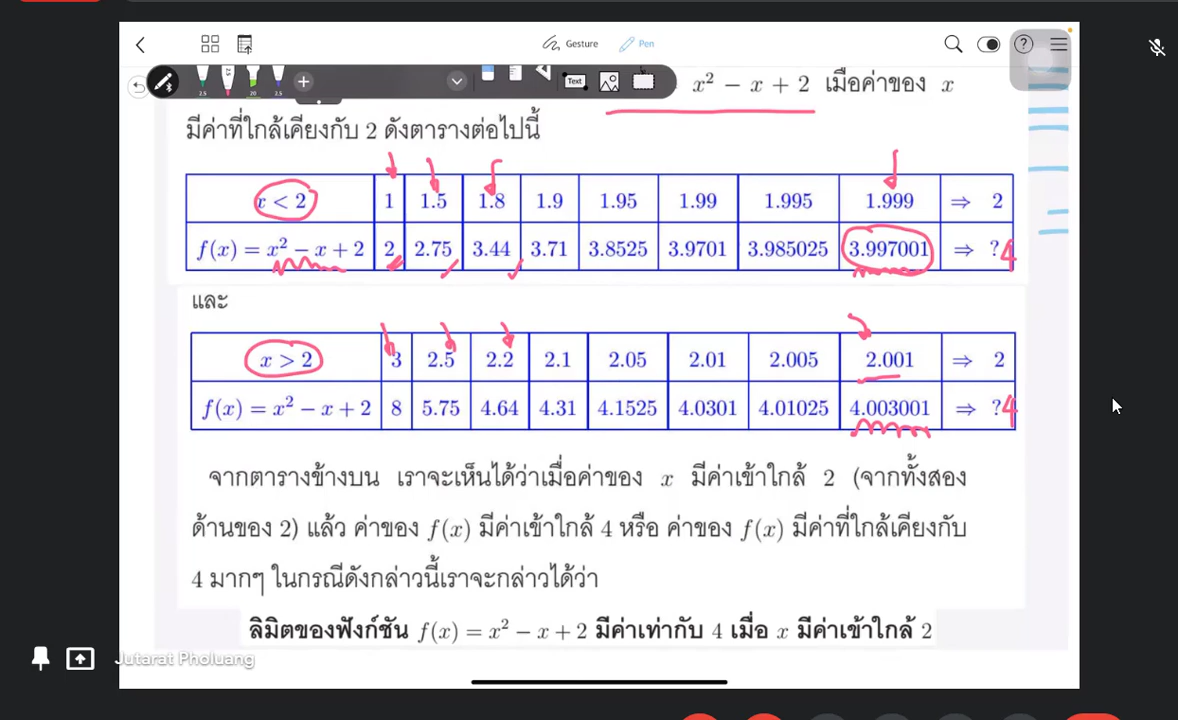 Gesture Pen
2.5 2.5 20 2.5 Text x² − x + 2 เมื่อค่าของ x
มีค่าที่ใกล้เคียงกับ 2 ดังตารางต่อไปนี้
x < 2 1 1.5 1.8 1.9 1.95 1.99 1.995 1.999 ⇒ 2
f(x) = x² − x + 2 2 2.75 3.44 3.71 3.8525 3.9701 3.985025 3.997001 ⇒ ? 4
และ
x > 2 3 2.5 2.2 2.1 2.05 2.01 2.005 2.001 ⇒ 2
f(x) = x² − x + 2 8 5.75 4.64 4.31 4.1525 4.0301 4.01025 4.003001 ⇒ ? 4
จากตารางข้างบน เราจะเห็นได้ว่าเมื่อค่าของ x มีค่าเข้าใกล้ 2 (จากทั้งสอง
ด้านของ 2) แล้ว ค่าของ f(x) มีค่าเข้าใกล้ 4 หรือ ค่าของ f(x) มีค่าที่ใกล้เคียงกับ
4 มากๆ ในกรณีดังกล่าวนี้เราจะกล่าวได้ว่า
ลิมิตของฟังก์ชัน f(x) = x² − x + 2 มีค่าเท่ากับ 4 เมื่อ x มีค่าเข้าใกล้ 2
Jutarat Pholuang